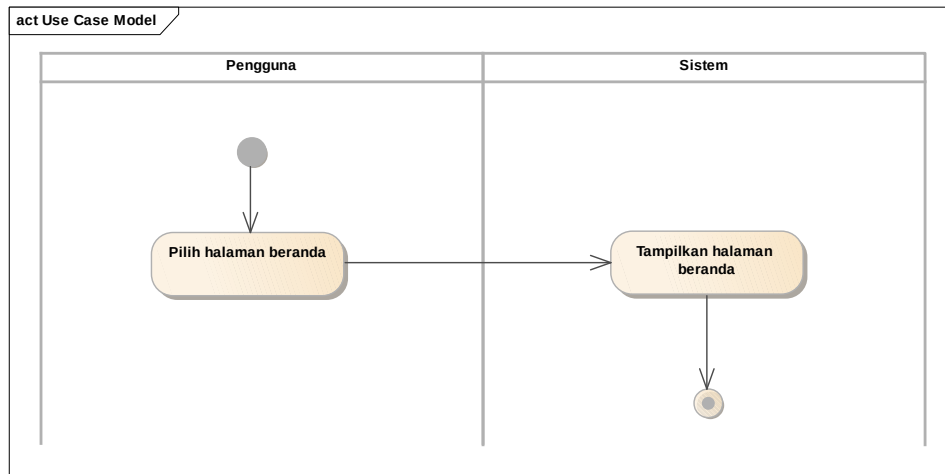 act Use Case Model
Pengguna
Sistem
Pilih halaman beranda
Tampilkan halaman
beranda